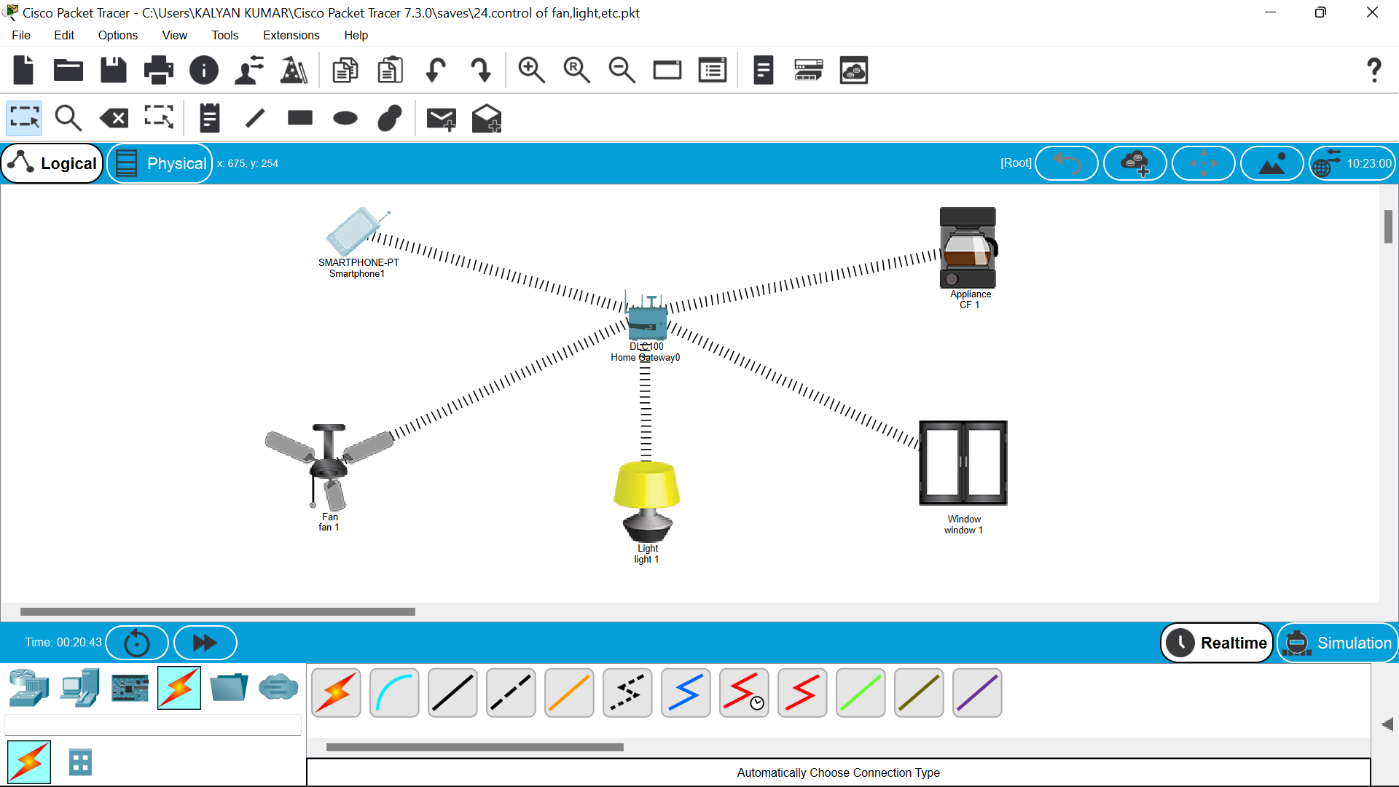 Cisco Packet Tracer - C:\Users\KALYAN KUMAR\Cisco Packet Tracer 7.3.0\saves\24.control of fan,light,etc.pkt
File Edit Options View Tools Extensions Help
Logical Physical x: 675, y: 254 [Root] 10:23:00
SMARTPHONE-PT
Smartphone1
Appliance
CF 1
Home Gateway0
Fan
fan 1
Light
light 1
Window
window 1
Time: 00:20:43 Realtime Simulation
Automatically Choose Connection Type